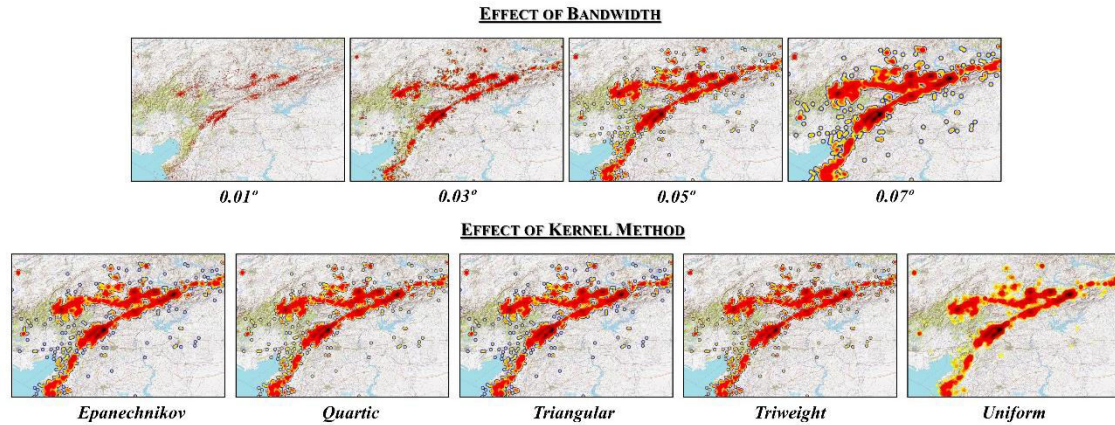 EFFECT OF BANDWIDTH
0.01º
0.03º
0.05º
0.07º
EFFECT OF KERNEL METHOD
Epanechnikov
Quartic
Triangular
Triweight
Uniform